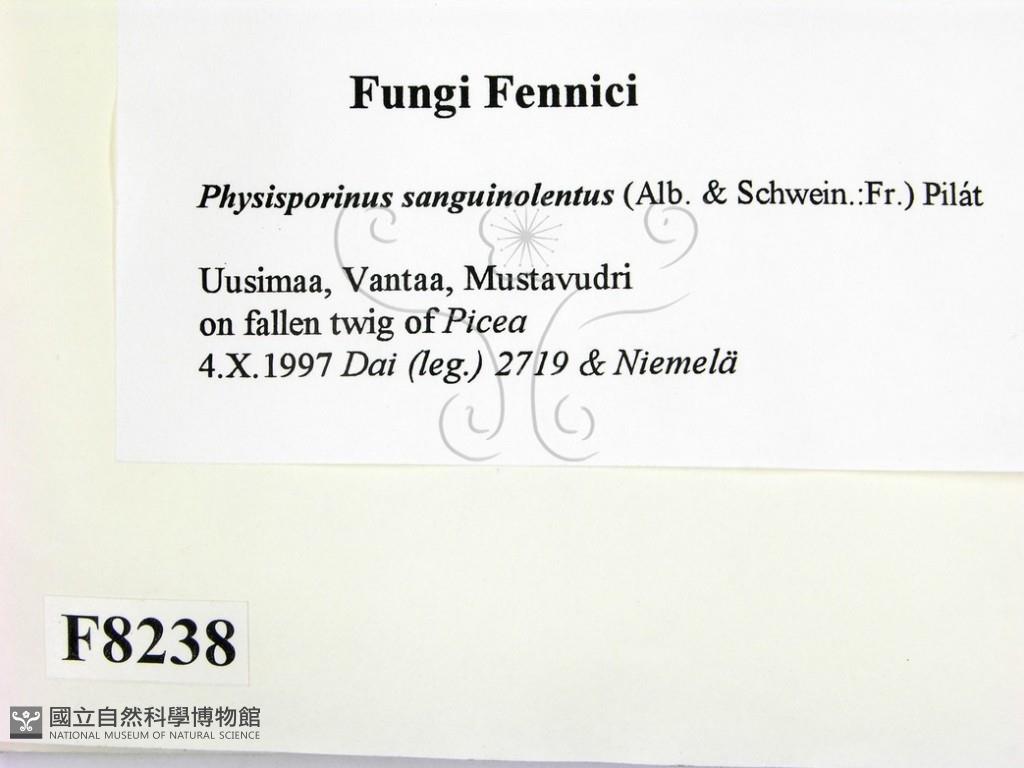 Fungi Fennici
Physisporinus sanguinolentus (Alb. & Schwein.:Fr.) Pilát
Uusimaa, Vantaa, Mustavudri
on fallen twig of Picea
4.X.1997 Dai (leg.) 2719 & Niemelä
F8238
國立自然科學博物館
NATIONAL MUSEUM OF NATURAL SCIENCE